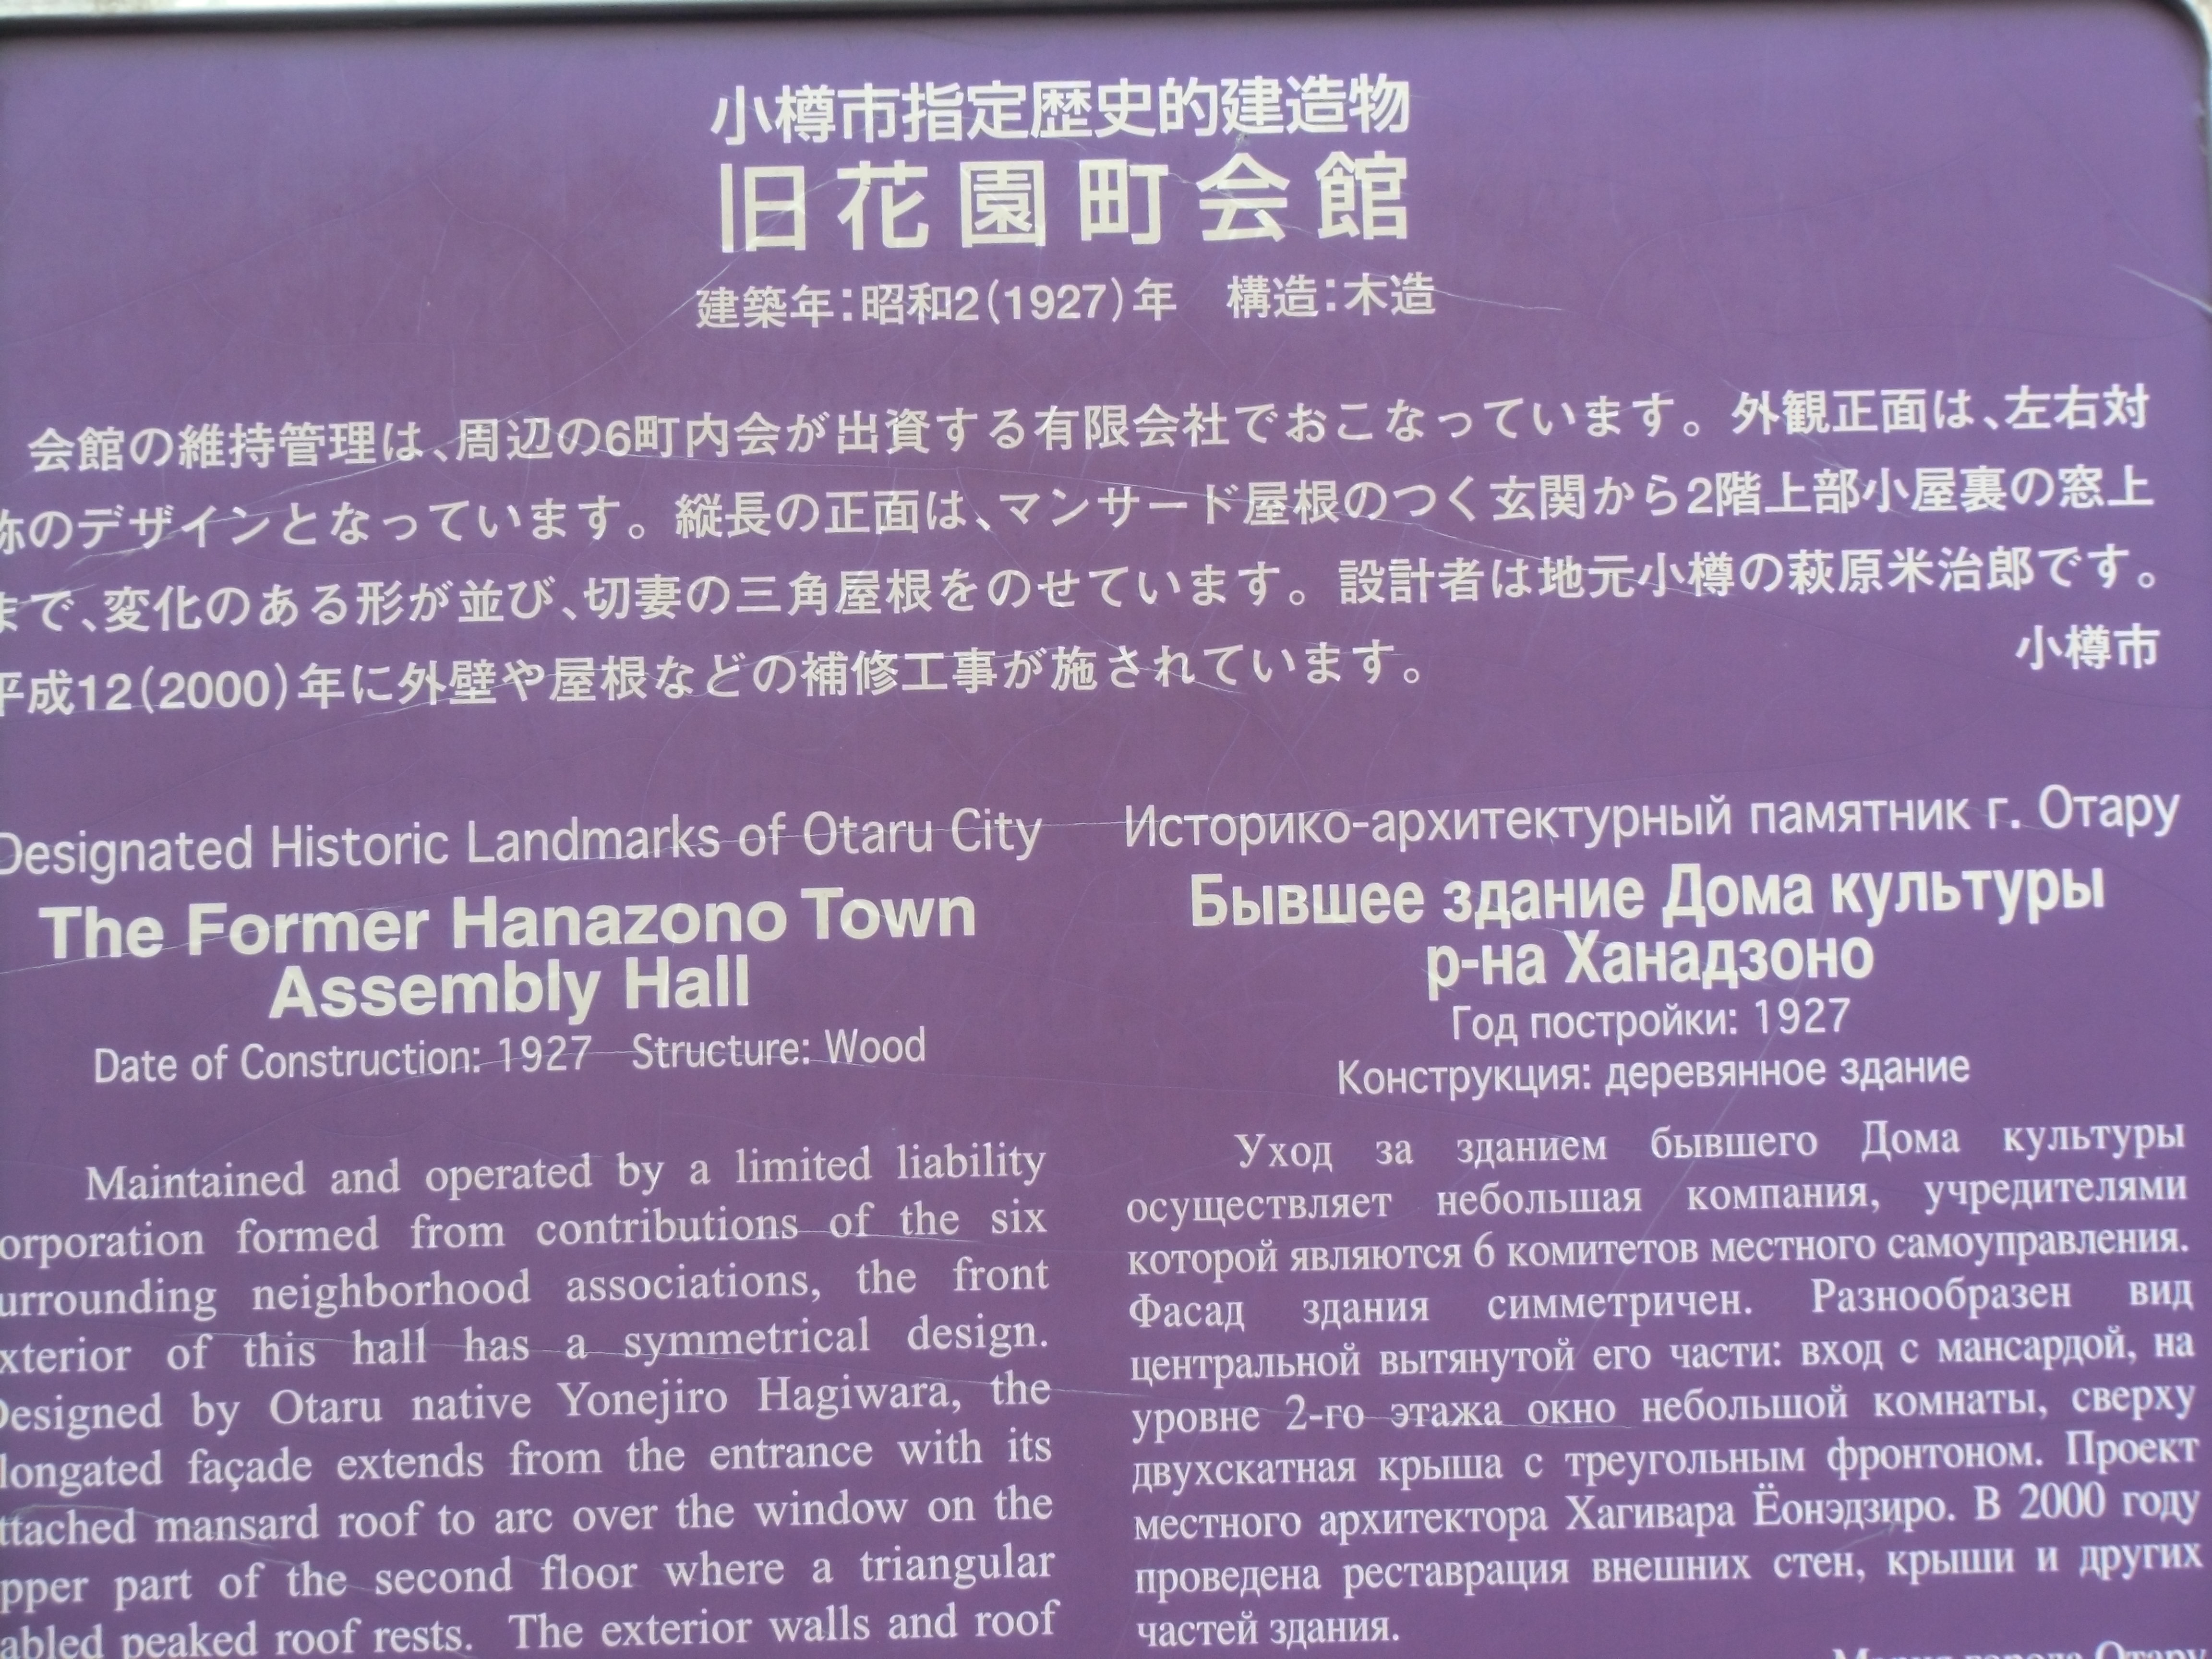 小樽市指定歴史的建造物
旧花園町会館
建築年：昭和2（1927）年　構造：木造
会館の維持管理は、周辺の6町内会が出資する有限会社でおこなっています。外観正面は、左右対
称のデザインとなっています。縦長の正面は、マンサード屋根のつく玄関から2階上部小屋裏の窓上
まで、変化のある形が並び、切妻の三角屋根をのせています。設計者は地元小樽の萩原米治郎です。
平成12（2000）年に外壁や屋根などの補修工事が施されています。
小樽市
Designated Historic Landmarks of Otaru City
The Former Hanazono Town
Assembly Hall
Date of Construction: 1927 Structure: Wood
Maintained and operated by a limited liability
orporation formed from contributions of the six
urrounding neighborhood associations, the front
xterior of this hall has a symmetrical design.
Designed by Otaru native Yonejiro Hagiwara, the
longated façade extends from the entrance with its
ttached mansard roof to arc over the window on the
pper part of the second floor where a triangular
abled peaked roof rests. The exterior walls and roof
Историко-архитектурный памятник г. Отару
Бывшее здание Дома культуры
р-на Ханадзоно
Год постройки: 1927
Конструкция: деревянное здание
Уход за зданием бывшего Дома культуры
осуществляет небольшая компания, учредителями
которой являются 6 комитетов местного самоуправления.
Фасад здания симметричен. Разнообразен вид
центральной вытянутой его части: вход с мансардой, на
уровне 2-го этажа окно небольшой комнаты, сверху
двухскатная крыша с треугольным фронтоном. Проект
местного архитектора Хагивара Ёонэдзиро. В 2000 году
проведена реставрация внешних стен, крыши и других
частей здания.
Мэрия города Отару